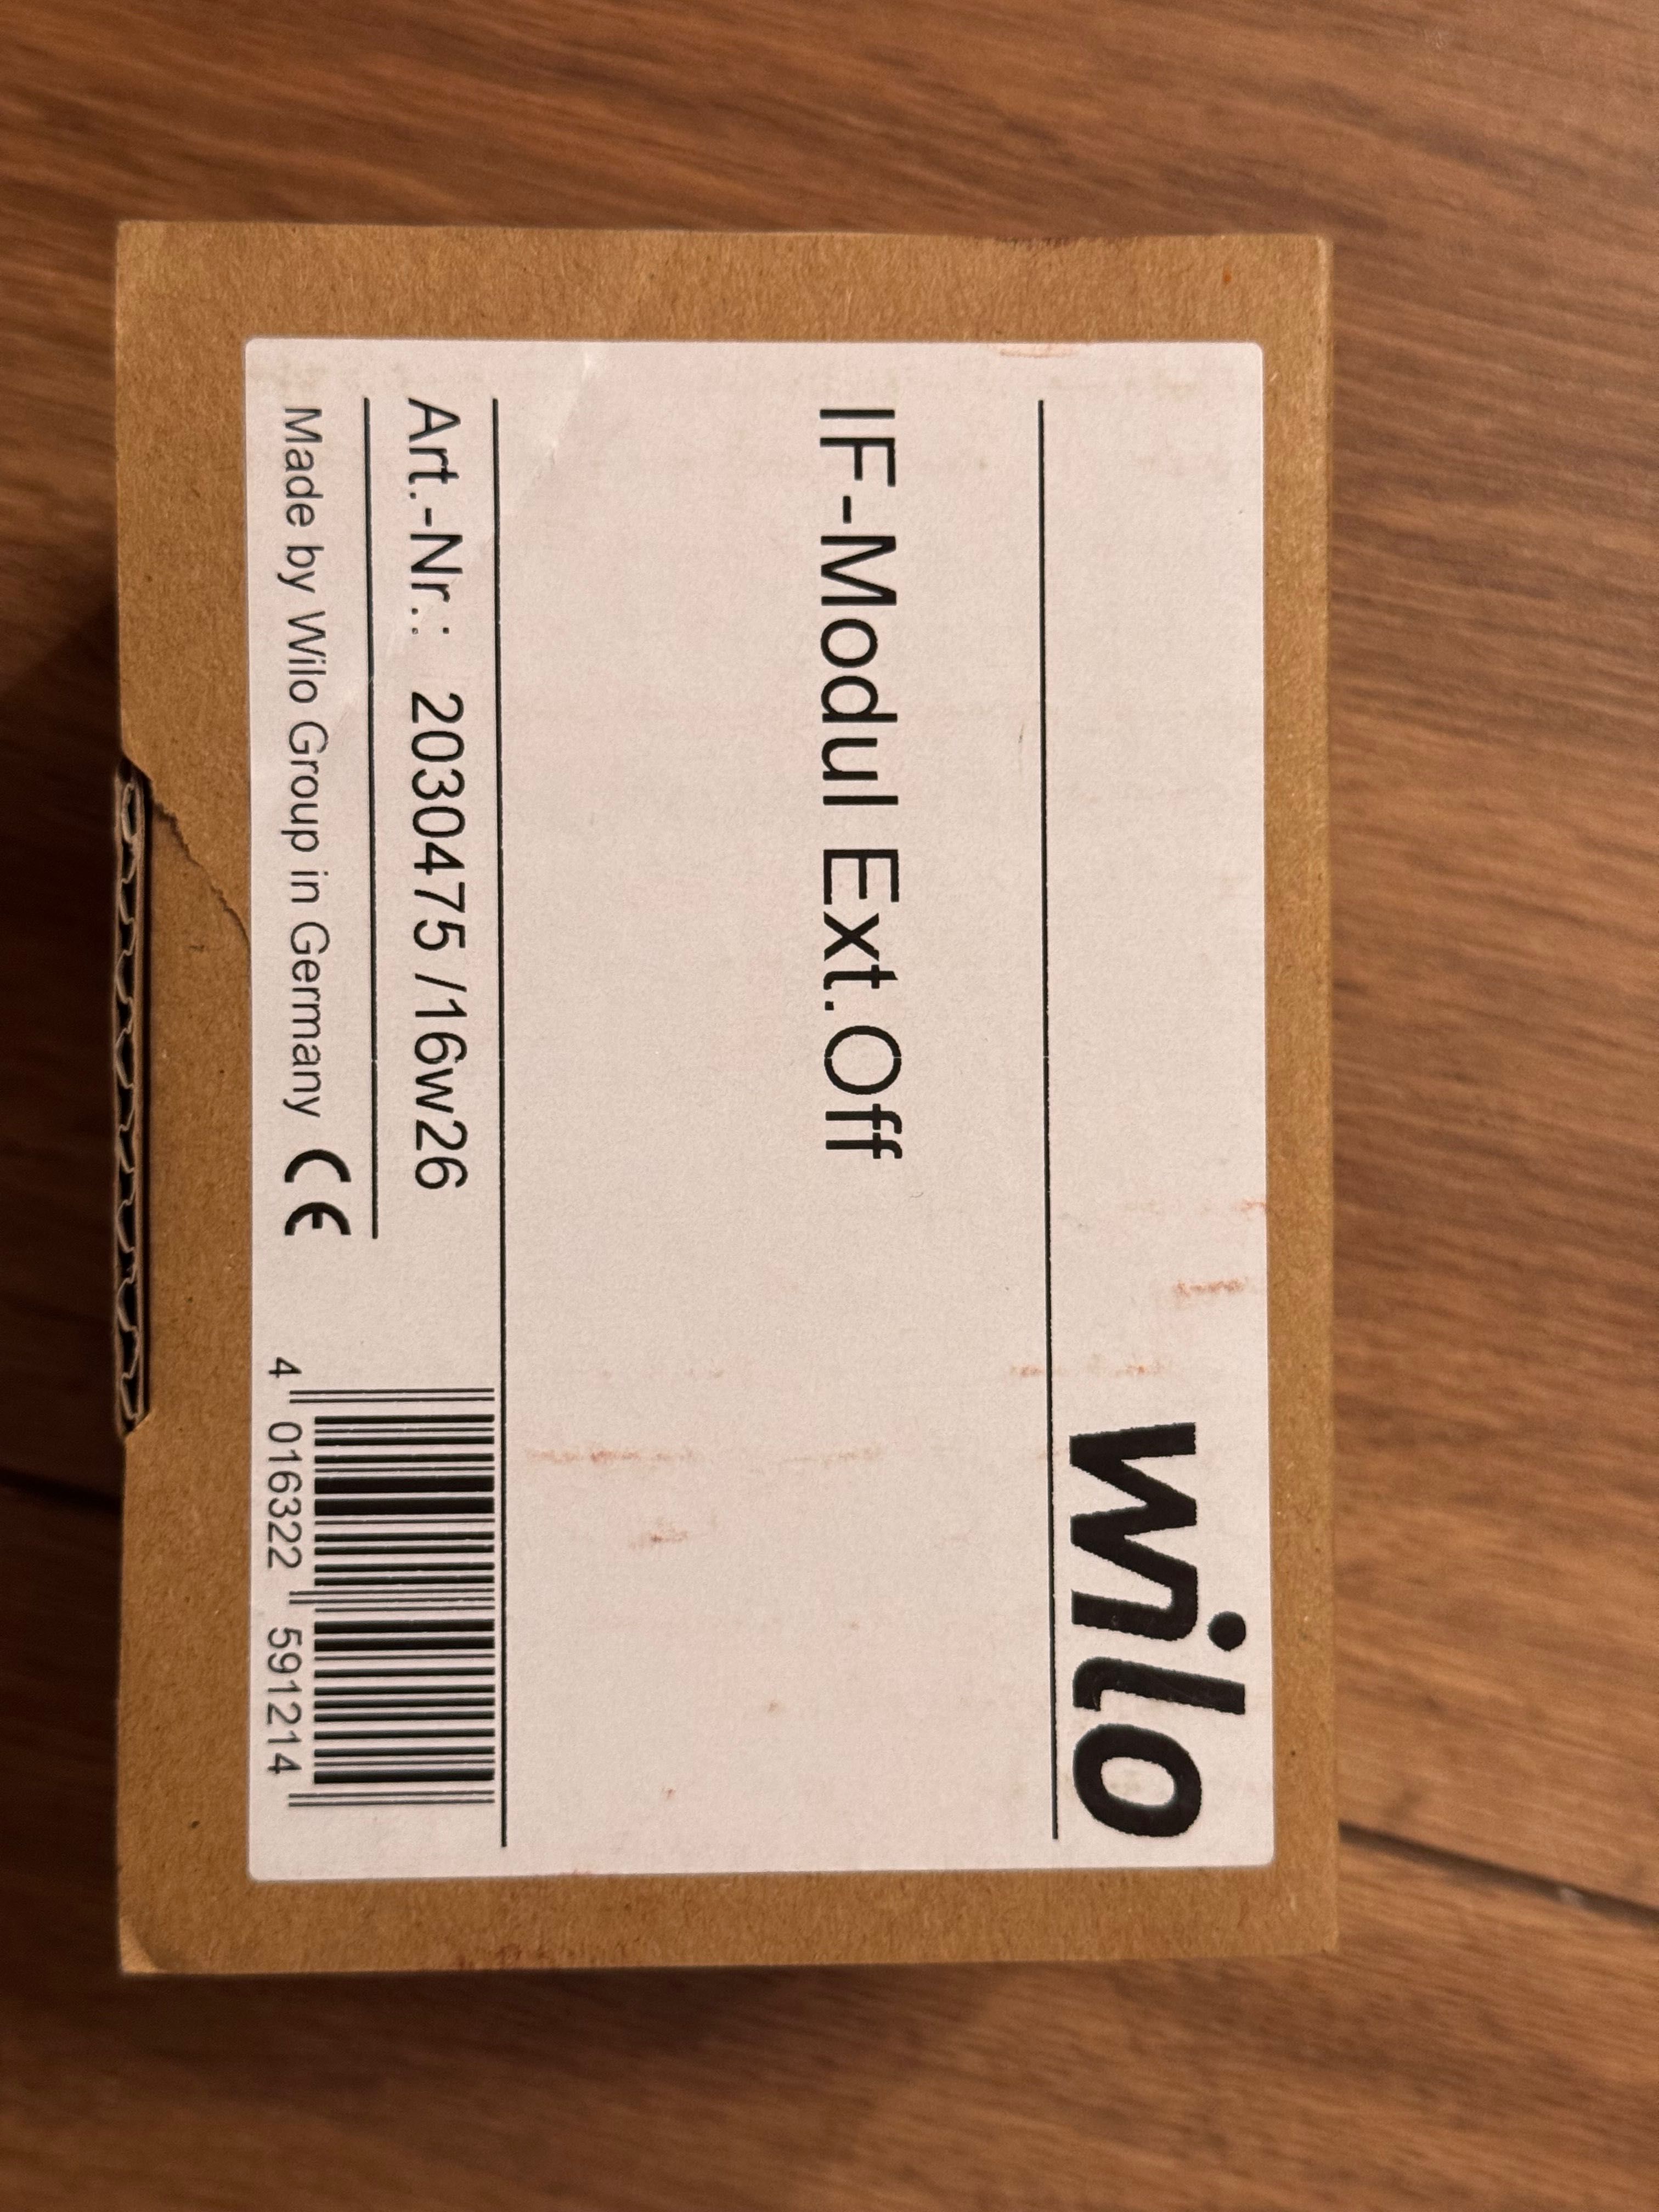 wilo
IF-Modul Ext.Off
Art.-Nr.: 2030475 /16w26
Made by Wilo Group in Germany CE
4 016322 591214